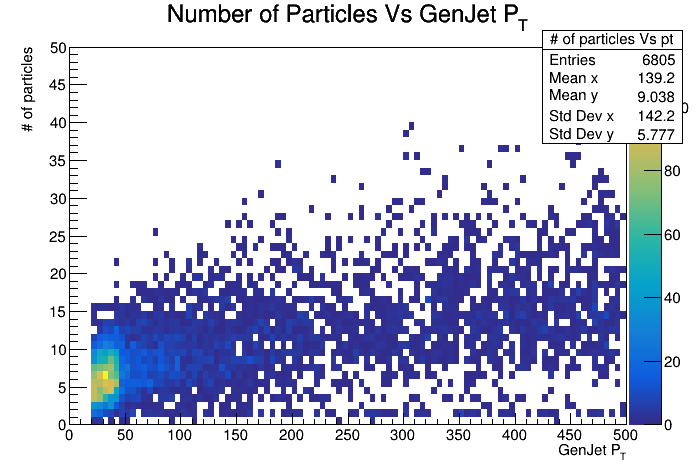 Number of Particles Vs GenJet P_T
# of particles Vs pt
Entries 6805
Mean x 139.2
Mean y 9.038
Std Dev x 142.2
Std Dev y 5.777
# of particles
50
45
40
35
30
25
20
15
10
5
0
0 50 100 150 200 250 300 350 400 450 500
GenJet P_T
0
80
60
40
20
0